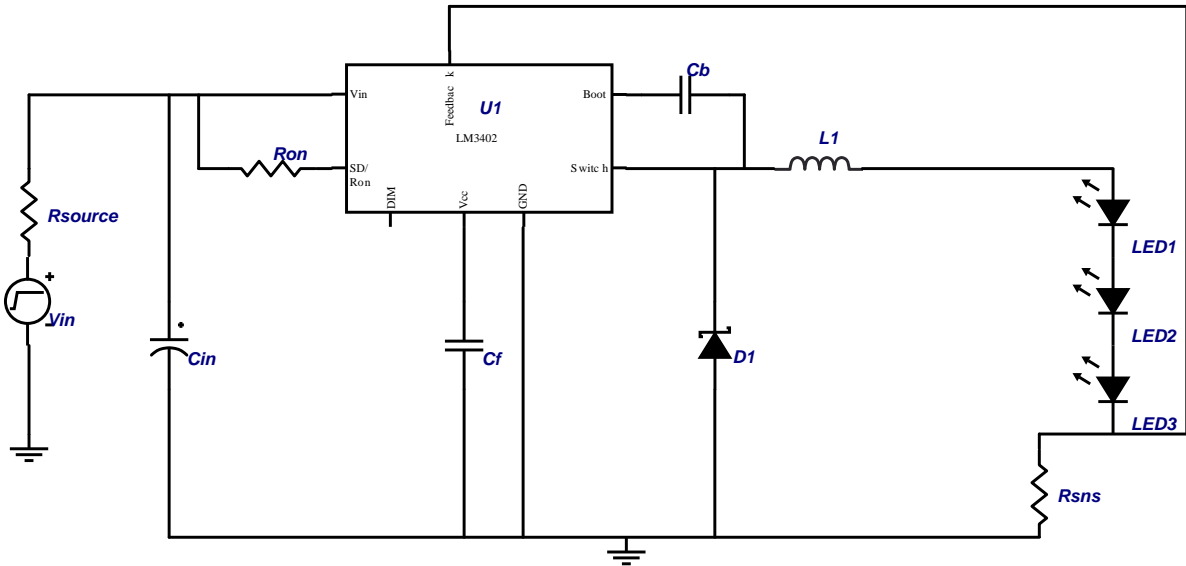 Cb
Vin
Feedbac k
U1
Boot
LM3402
L1
Ron
SD/
Ron
Switc h
DIM
Vcc
GND
Rsource
+
LED1
Vin
LED2
Cin
Cf
D1
LED3
Rsns